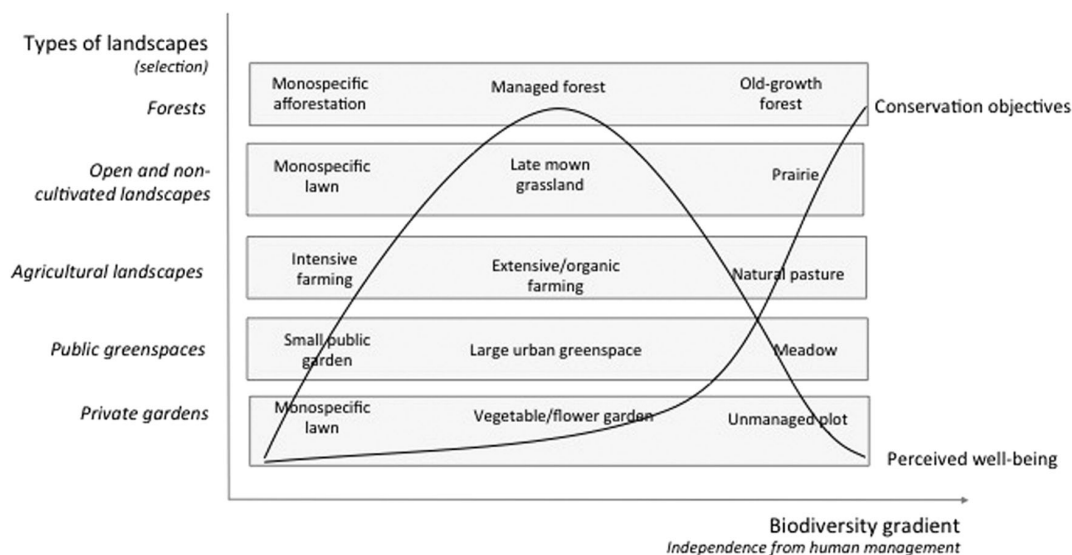 Types of landscapes
(selection)
Forests
Monospecific
afforestation
Managed forest
Old-growth
forest
Conservation objectives
Open and non-
cultivated landscapes
Monospecific
lawn
Late mown
grassland
Prairie
Agricultural landscapes
Intensive
farming
Extensive/organic
farming
Natural pasture
Public greenspaces
Small public
garden
Large urban greenspace
Meadow
Private gardens
Monospecific
lawn
Vegetable/flower garden
Unmanaged plot
Perceived well-being
Biodiversity gradient
Independence from human management